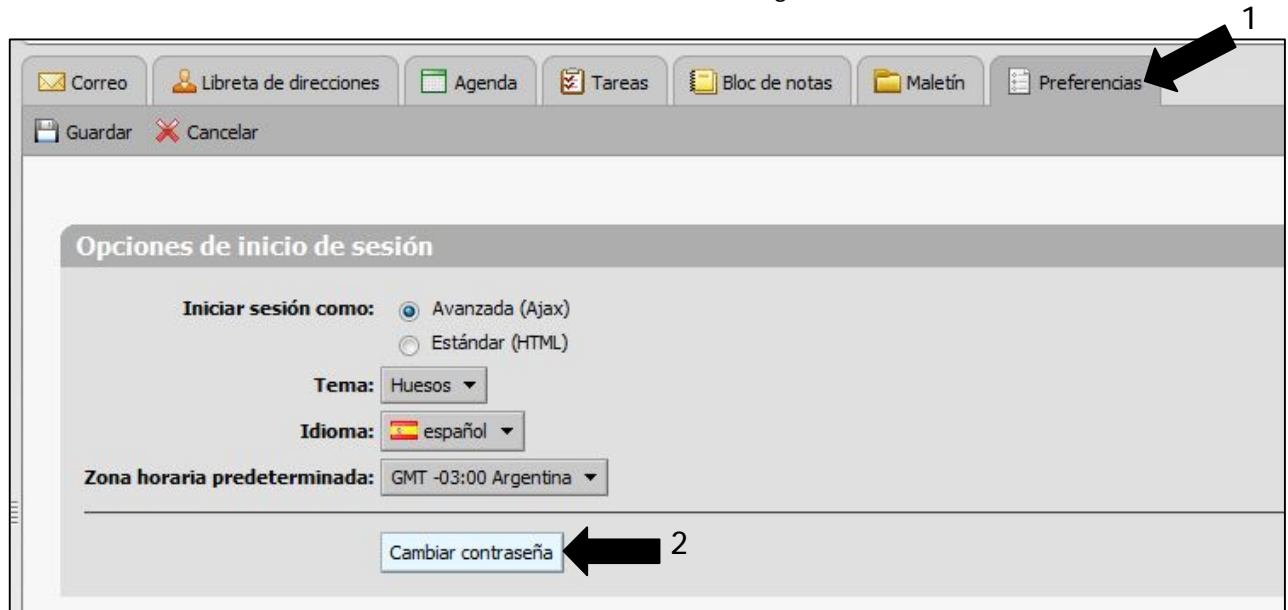 1
Correo Libreta de direcciones Agenda Tareas Bloc de notas Maletín Preferencias
Guardar Cancelar
Opciones de inicio de sesión
Iniciar sesión como: Avanzada (Ajax)
Estándar (HTML)
Tema: Huesos
Idioma: español
Zona horaria predeterminada: GMT -03:00 Argentina
Cambiar contraseña 2